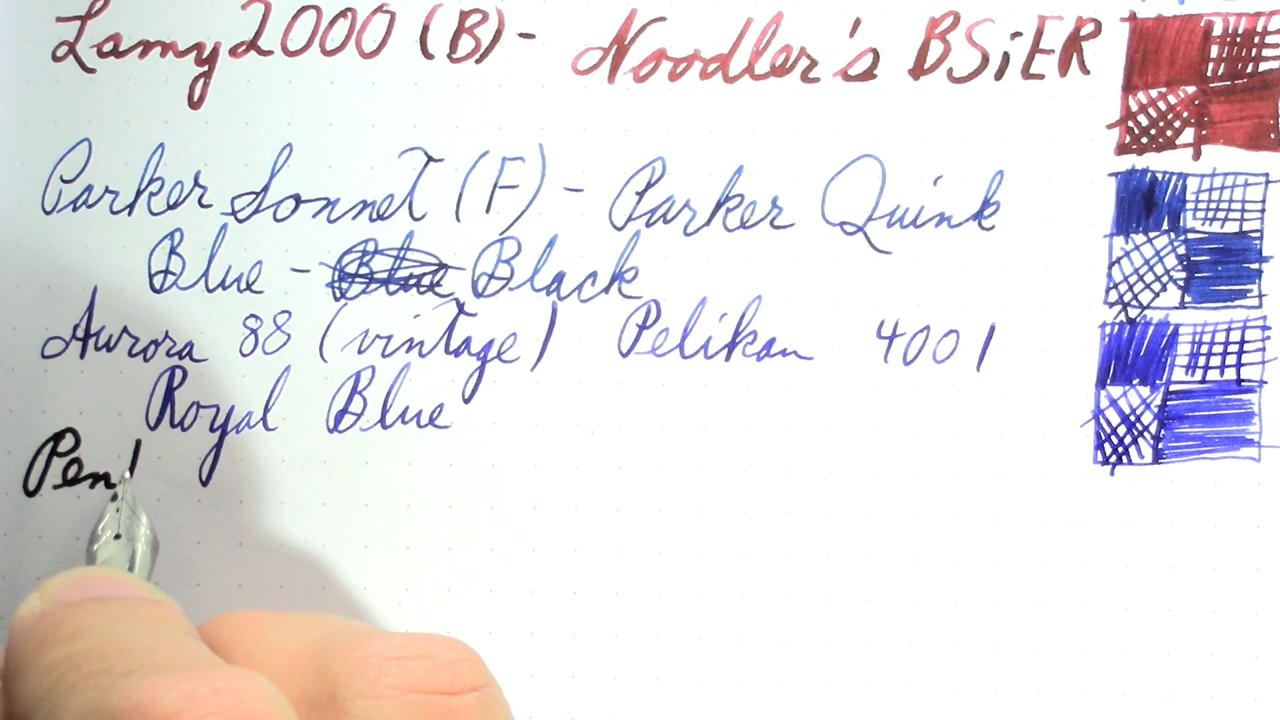 Lamy 2000 (B) - Noodler's BSiER
Parker Sonnet (F) - Parker Quink
Blue - Blue Black
Aurora 88 (vintage) Pelikan 4001
Royal Blue
Pen